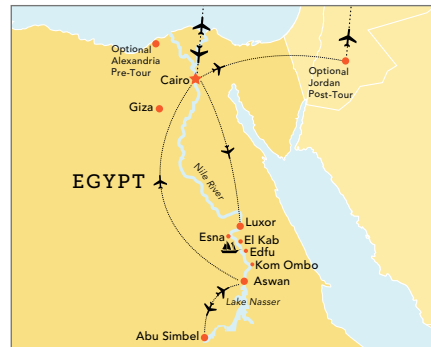 Optional
Alexandria
Pre-Tour
Cairo
Optional
Jordan
Post-Tour
Giza
Nile River
EGYPT
Luxor
Esna
El Kab
Edfu
Kom Ombo
Aswan
Lake Nasser
Abu Simbel